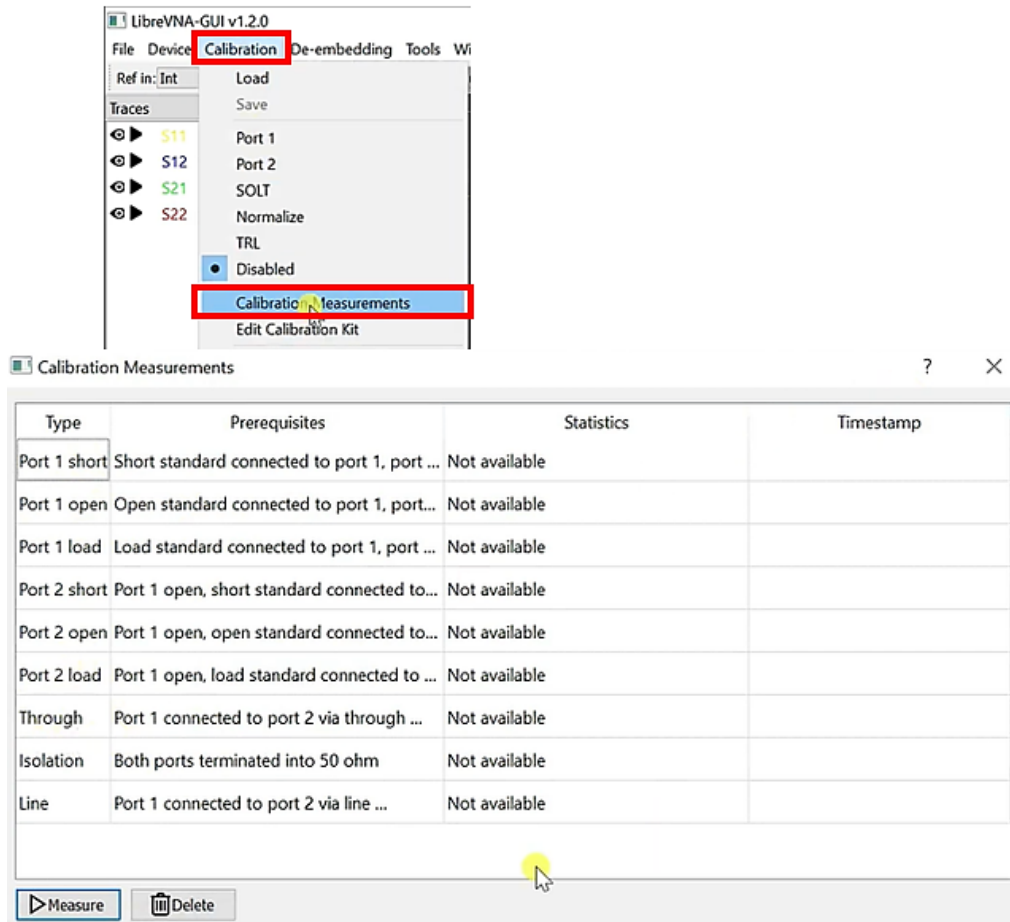 LibreVNA-GUI v1.2.0
File Device Calibration De-embedding Tools Wi
Ref in: Int
Load
Traces
Save
S11
Port 1
S12
Port 2
S21
SOLT
S22
Normalize
TRL
Disabled
Calibration Measurements
Edit Calibration Kit
Calibration Measurements ?
Type Prerequisites Statistics Timestamp
Port 1 short Short standard connected to port 1, port ... Not available
Port 1 open Open standard connected to port 1, port... Not available
Port 1 load Load standard connected to port 1, port ... Not available
Port 2 short Port 1 open, short standard connected to... Not available
Port 2 open Port 1 open, open standard connected to... Not available
Port 2 load Port 1 open, load standard connected to ... Not available
Through Port 1 connected to port 2 via through ... Not available
Isolation Both ports terminated into 50 ohm Not available
Line Port 1 connected to port 2 via line ... Not available
Measure Delete